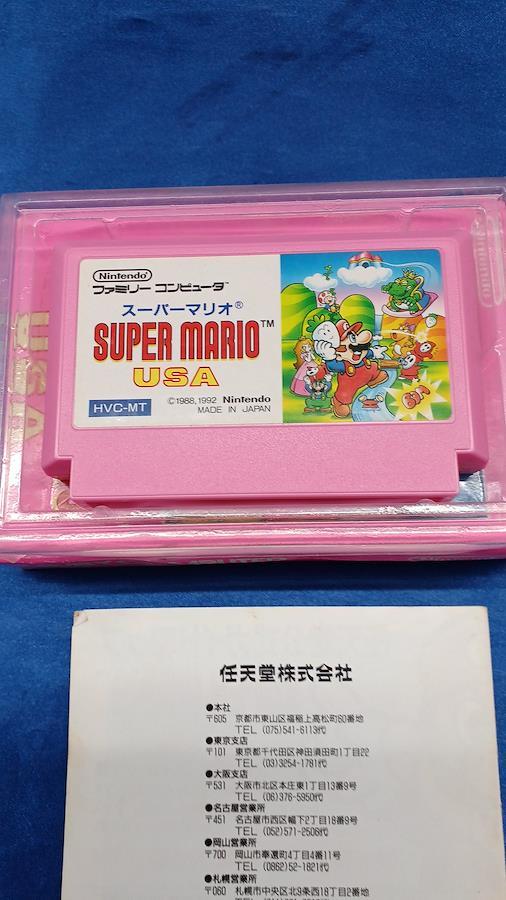 Nintendo®
ファミリー コンピュータ™
スーパーマリオ®
SUPER MARIO™
USA
HVC-MT
©1988,1992 Nintendo
MADE IN JAPAN
任天堂株式会社
●本社
〒605 京都市東山区福稲上高松町60番地
TEL (075)541-6113代
●東京支店
〒101 東京都千代田区神田須田町1丁目22
TEL (03)3254-1781代
●大阪支店
〒531 大阪市北区本庄東1丁目13番9号
TEL (06)376-5950代
●名古屋営業所
〒451 名古屋市西区幅下2丁目18番9号
TEL (052)571-2506代
●岡山営業所
〒700 岡山市奉還町4丁目4番11号
TEL (0862)52-1821代
●札幌営業所
〒060 札幌市中央区北9条西18丁目2番地